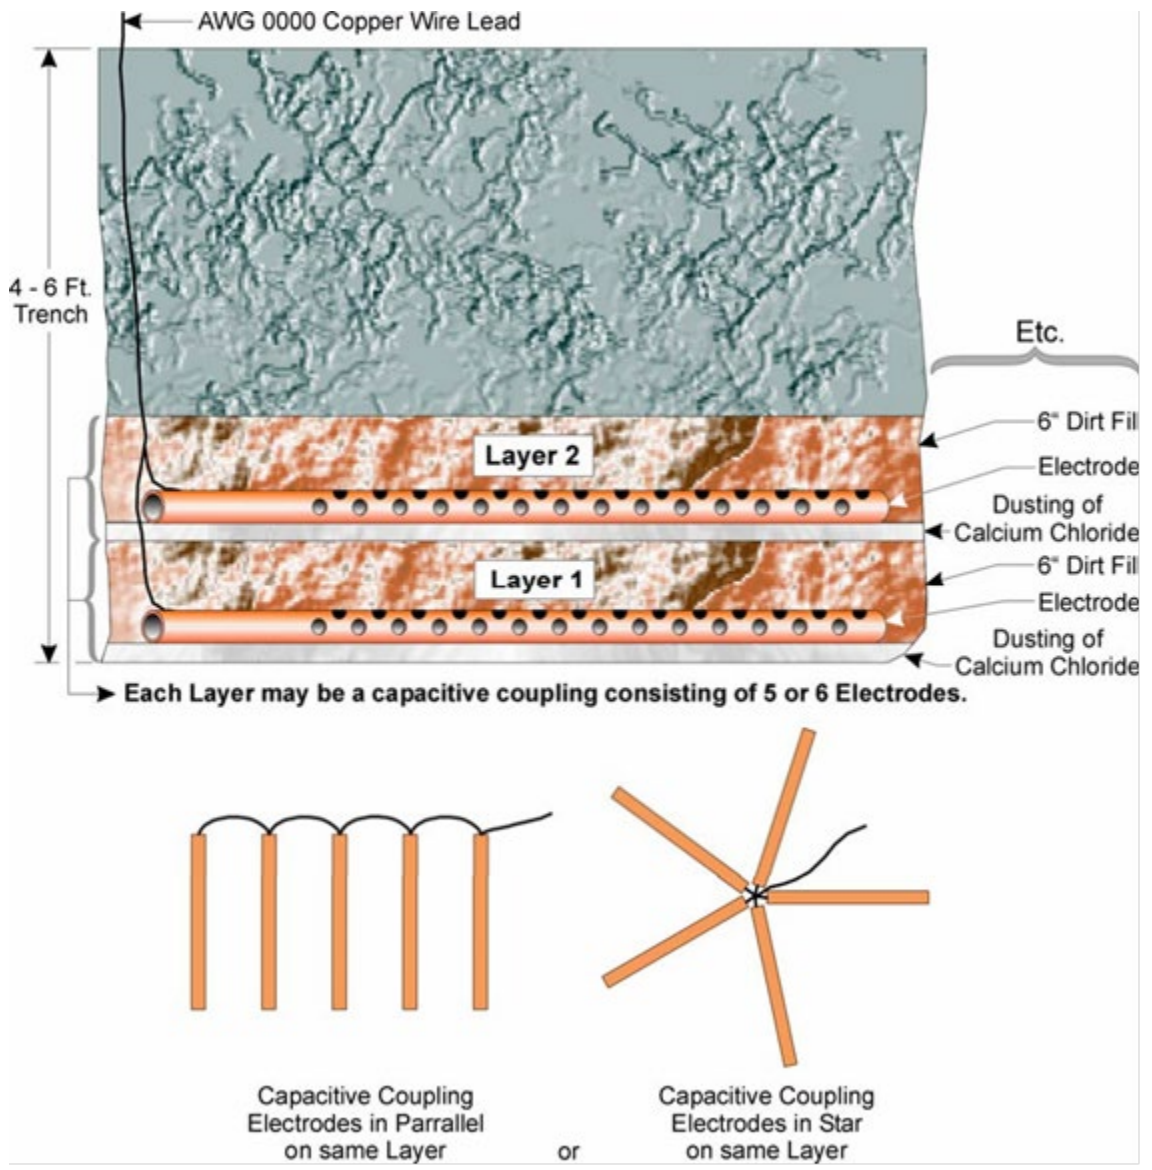 AWG 0000 Copper Wire Lead
4 - 6 Ft.
Trench
Etc.
6“ Dirt Fill
Layer 2
Electrode
Dusting of
Calcium Chloride
6“ Dirt Fill
Layer 1
Electrode
Dusting of
Calcium Chloride
Each Layer may be a capacitive coupling consisting of 5 or 6 Electrodes.
Capacitive Coupling
Electrodes in Parrallel
on same Layer
or
Capacitive Coupling
Electrodes in Star
on same Layer